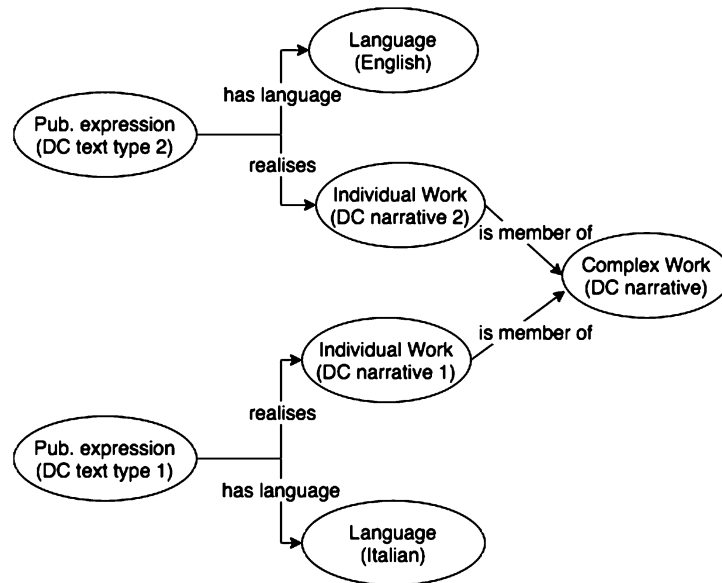 Language
(English)
has language
Pub. expression
(DC text type 2)
realises
Individual Work
(DC narrative 2)
is member of
Complex Work
(DC narrative)
is member of
Individual Work
(DC narrative 1)
realises
Pub. expression
(DC text type 1)
has language
Language
(Italian)